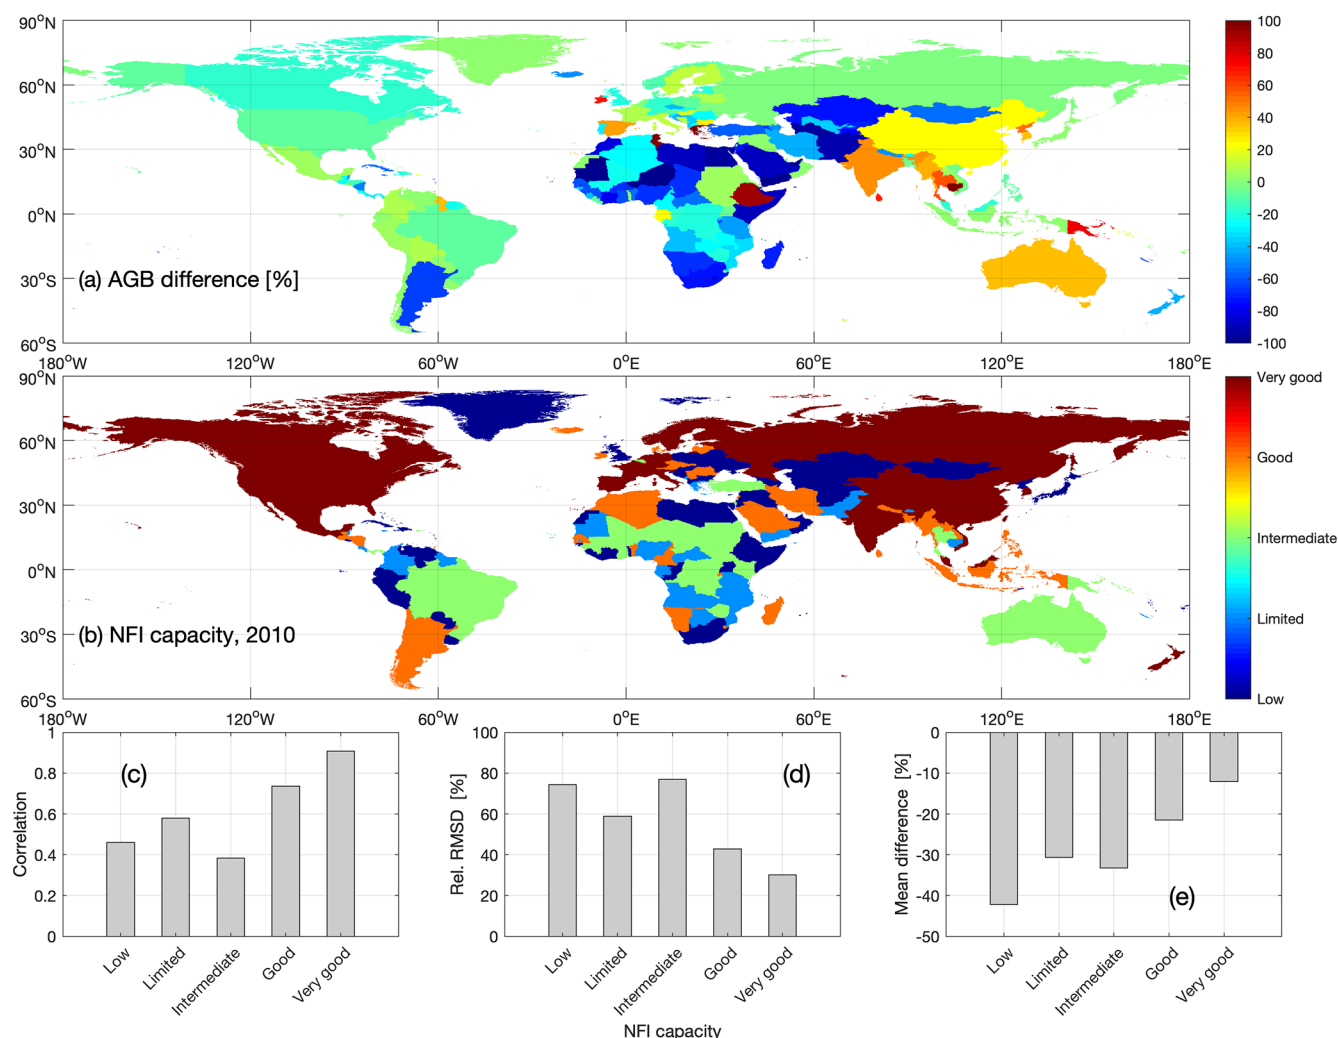 90°N
60°N
30°N
0°N
30°S
60°S
(a) AGB difference [%]
180°W
120°W
60°W
0°E
60°E
120°E
180°E
100
80
60
40
20
0
-20
-40
-60
-80
-100
90°N
60°N
30°N
0°N
30°S
60°S
(b) NFI capacity, 2010
180°W
120°W
60°W
0°E
60°E
120°E
180°E
Very good
Good
Intermediate
Limited
Low
1
0.8
0.6
0.4
0.2
0
Correlation
(c)
Low
Limited
Intermediate
Good
Very good
100
80
60
40
20
0
Rel. RMSD [%]
(d)
Low
Limited
Intermediate
Good
Very good
NFI capacity
0
-10
-20
-30
-40
-50
Mean difference [%]
(e)
Low
Limited
Intermediate
Good
Very good